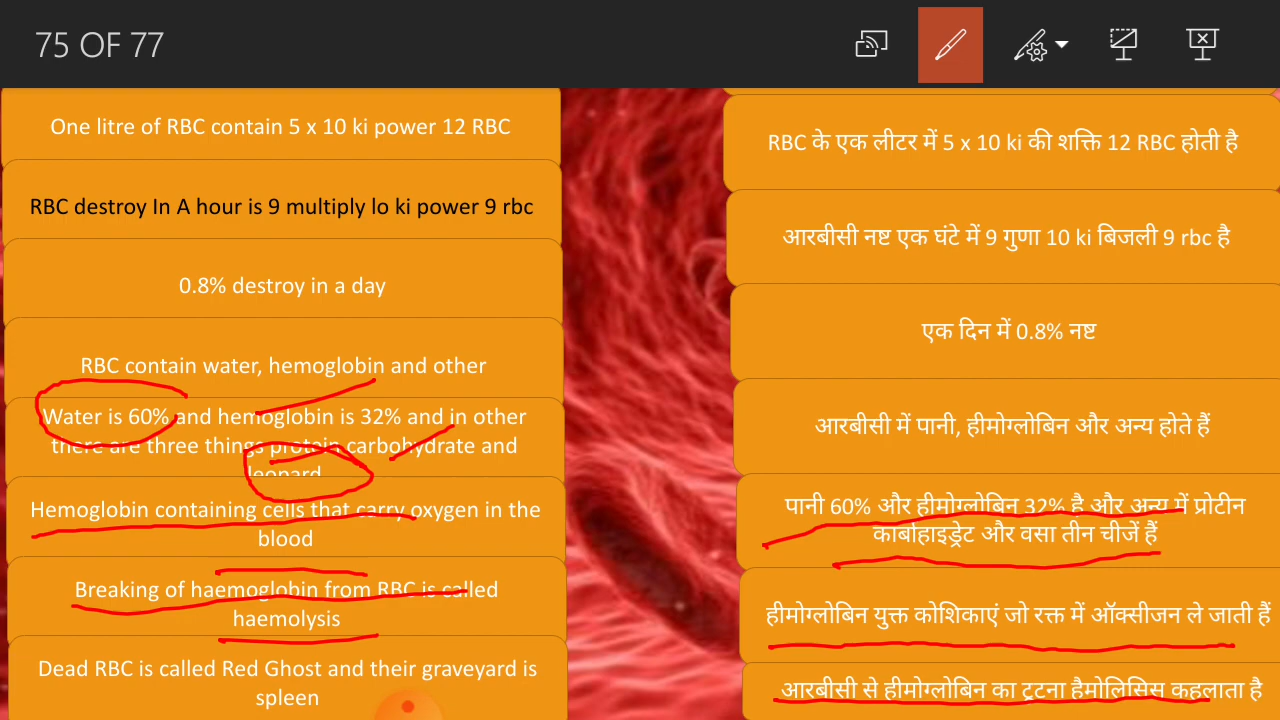 75 OF 77
One litre of RBC contain 5 x 10 ki power 12 RBC
RBC destroy In A hour is 9 multiply lo ki power 9 rbc
0.8% destroy in a day
RBC contain water, hemoglobin and other
Water is 60% and hemoglobin is 32% and in other
there are three things protein carbohydrate and
leopard
Hemoglobin containing cells that carry oxygen in the
blood
Breaking of haemoglobin from RBC is called
haemolysis
Dead RBC is called Red Ghost and their graveyard is
spleen
RBC के एक लीटर में 5 x 10 ki की शक्ति 12 RBC होती है
आरबीसी नष्ट एक घंटे में 9 गुणा 10 ki बिजली 9 rbc है
एक दिन में 0.8% नष्ट
आरबीसी में पानी, हीमोग्लोबिन और अन्य होते हैं
पानी 60% और हीमोग्लोबिन 32% है और अन्य में प्रोटीन
कार्बोहाइड्रेट और वसा तीन चीजें हैं
हीमोग्लोबिन युक्त कोशिकाएं जो रक्त में ऑक्सीजन ले जाती हैं
आरबीसी से हीमोग्लोबिन का टूटना हैमोलिसिस कहलाता है